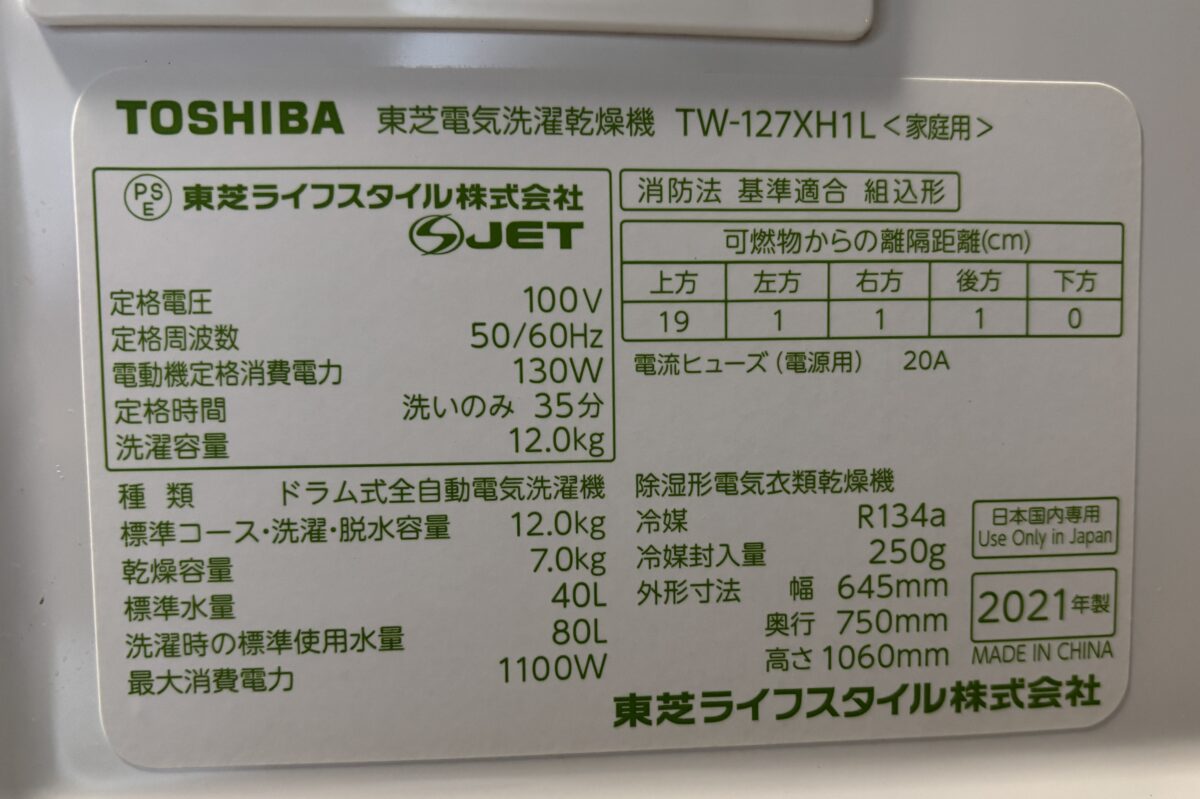 TOSHIBA 東芝電気洗濯乾燥機 TW-127XH1L<家庭用>
PSE 東芝ライフスタイル株式会社
S JET
定格電圧 100V
定格周波数 50/60Hz
電動機定格消費電力 130W
定格時間 洗いのみ 35分
洗濯容量 12.0kg
消防法 基準適合 組込形
可燃物からの離隔距離(cm)
上方 左方 右方 後方 下方
19 1 1 1 0
電流ヒューズ(電源用) 20A
種類 ドラム式全自動電気洗濯機
標準コース・洗濯・脱水容量 12.0kg
乾燥容量 7.0kg
標準水量 40L
洗濯時の標準使用水量 80L
最大消費電力 1100W
除湿形電気衣類乾燥機
冷媒 R134a
冷媒封入量 250g
外形寸法 幅 645mm
奥行 750mm
高さ 1060mm
日本国内専用
Use Only in Japan
2021年製
MADE IN CHINA
東芝ライフスタイル株式会社